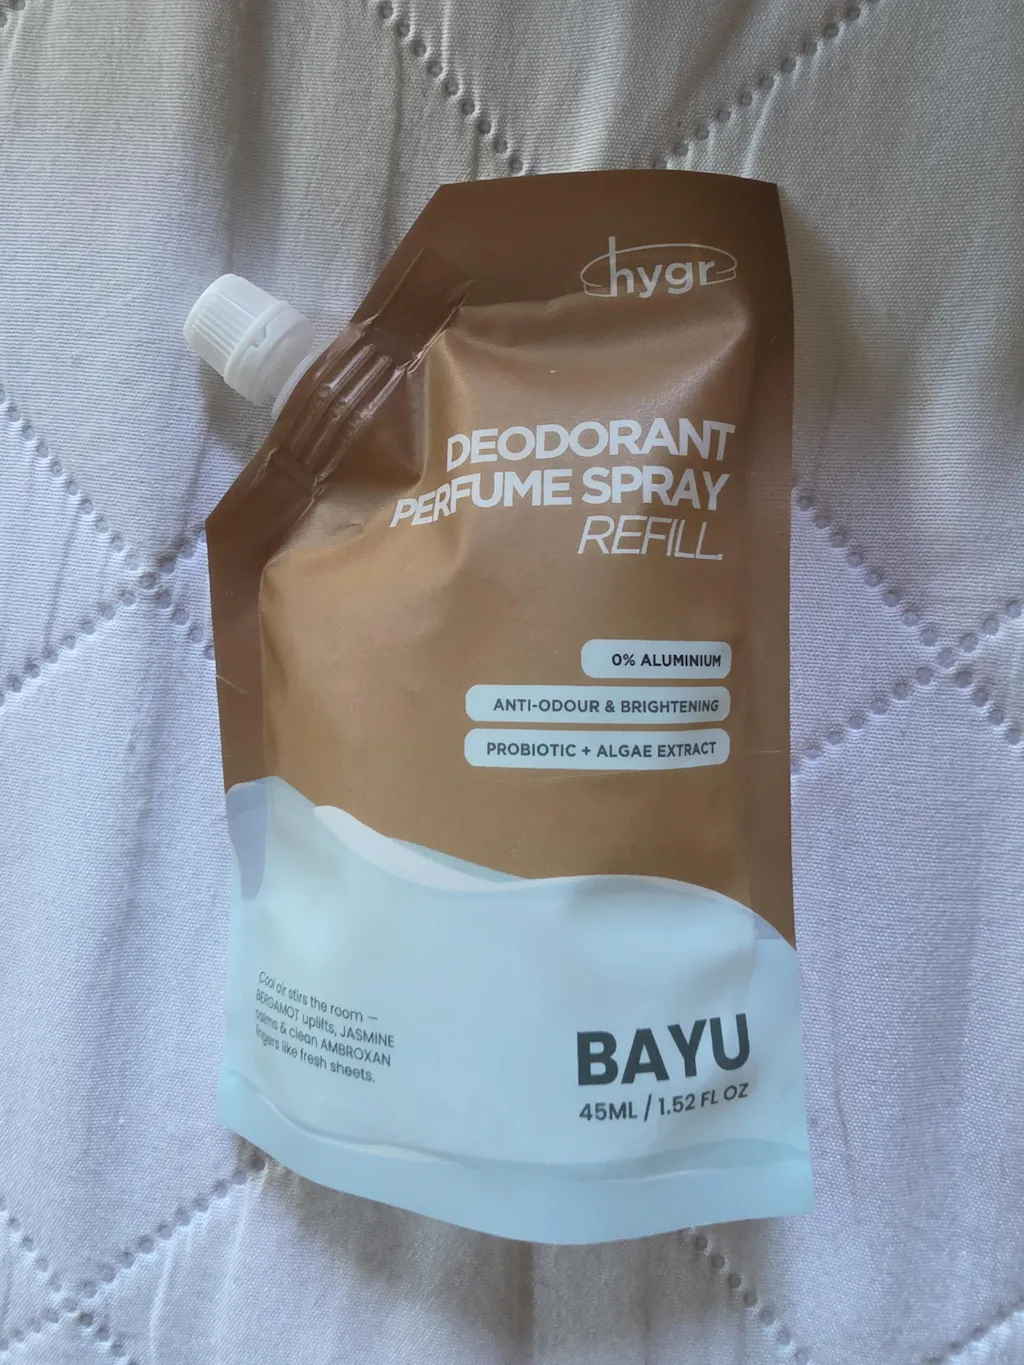 hygr
DEODORANT
PERFUME SPRAY
REFILL.
0% ALUMINIUM
ANTI-ODOUR & BRIGHTENING
PROBIOTIC + ALGAE EXTRACT
Cool air stirs the room —
BERGAMOT uplifts, JASMINE
calms & clean AMBROXAN
lingers like fresh sheets.
BAYU
45ML / 1.52 FL OZ